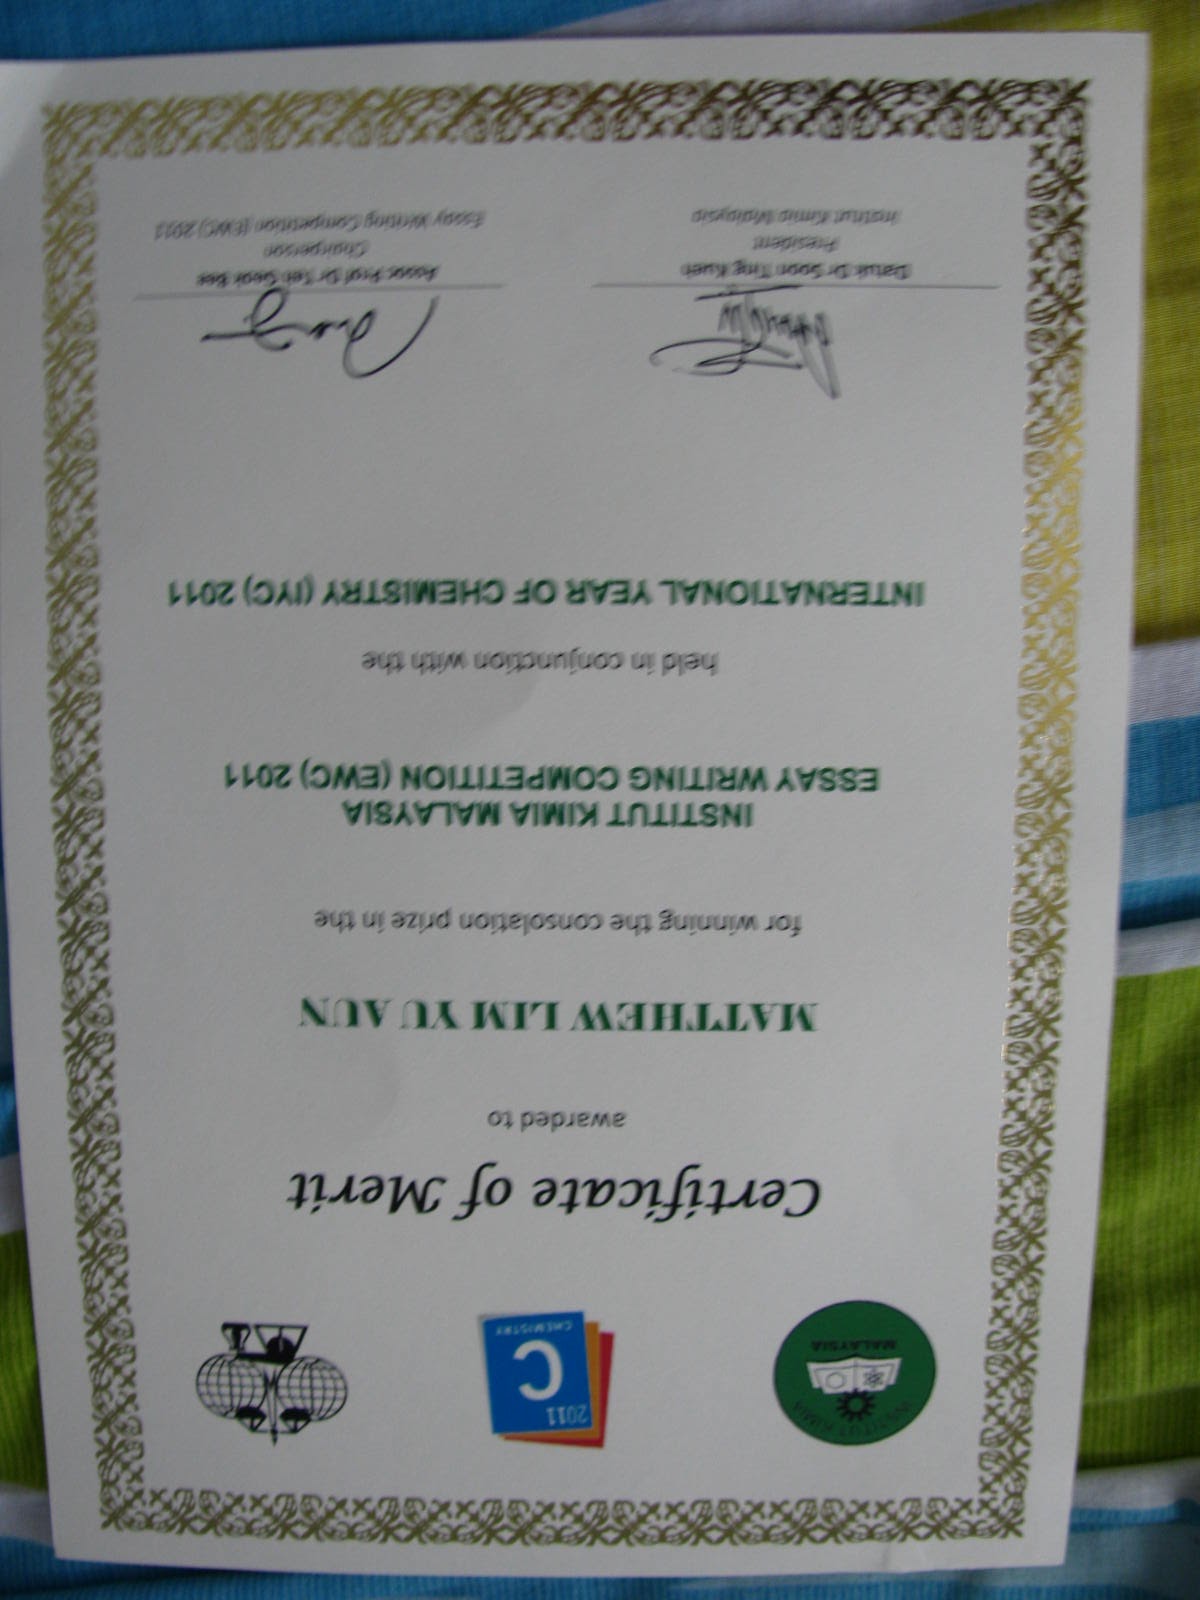 INSTITUT KIMIA
MALAYSIA
2011
C
CHEMISTRY
Certificate of Merit
awarded to
MATTHEW LIM YU AUN
for winning the consolation prize in the
INSTITUT KIMIA MALAYSIA
ESSAY WRITING COMPETITION (EWC) 2011
held in conjunction with the
INTERNATIONAL YEAR OF CHEMISTRY (IYC) 2011
Datuk Dr Soon Ting Kueh
President
Institut Kimia Malaysia
Assoc Prof Dr Teh Geok Bee
Chairperson
Essay Writing Competition (EWC) 2011